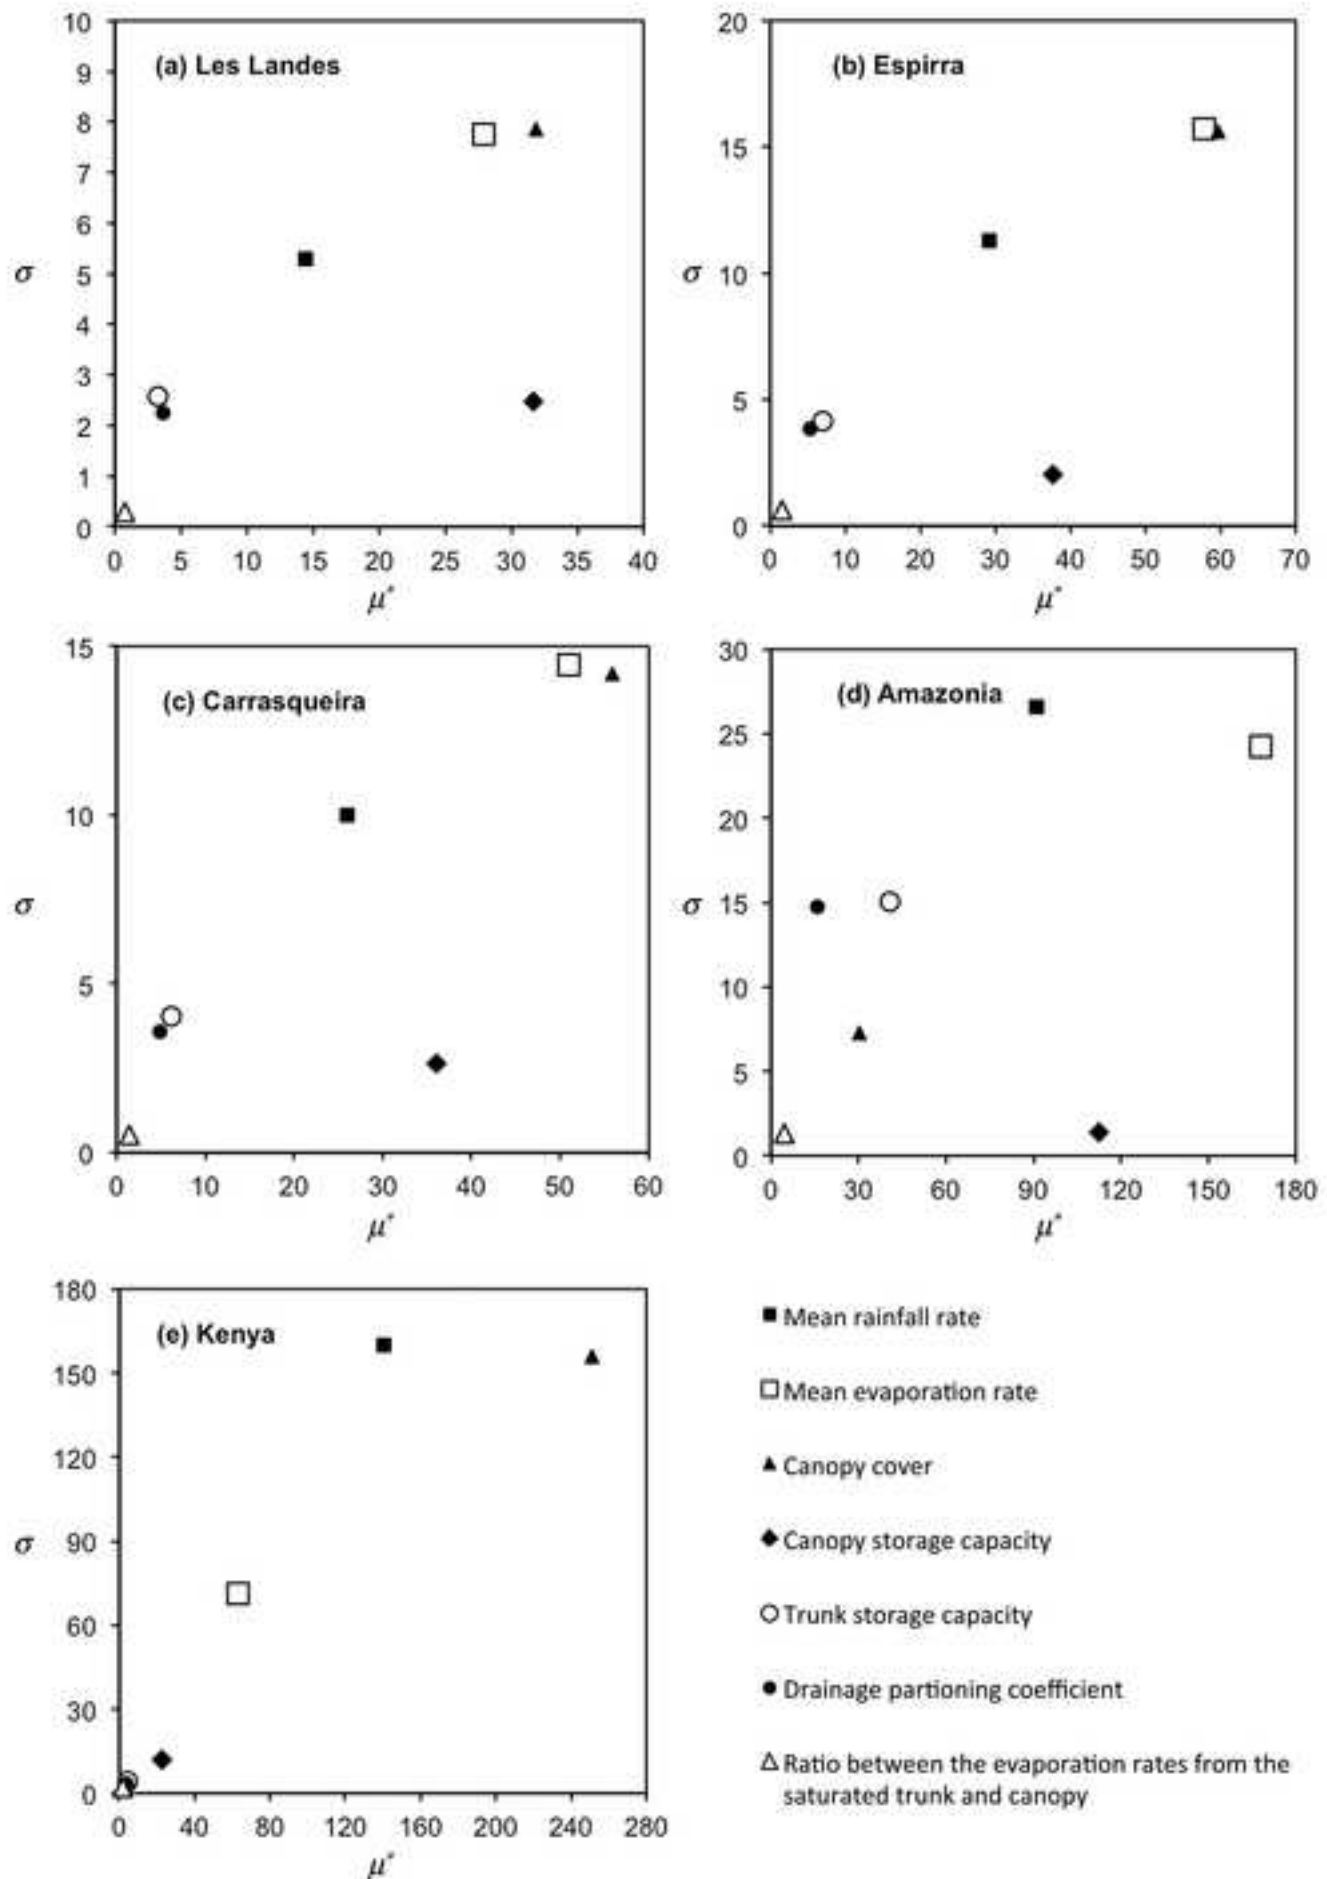 (a) Les Landes
10
9
8
7
6
5
4
3
2
1
0
σ
0 5 10 15 20 25 30 35 40
μ*
(b) Espirra
20
15
10
5
0
σ
0 10 20 30 40 50 60 70
μ*
(c) Carrasqueira
15
10
5
0
σ
0 10 20 30 40 50 60
μ*
(d) Amazonia
30
25
20
15
10
5
0
σ
0 30 60 90 120 150 180
μ*
(e) Kenya
180
150
120
90
60
30
0
σ
0 40 80 120 160 200 240 280
μ*
Mean rainfall rate
Mean evaporation rate
Canopy cover
Canopy storage capacity
Trunk storage capacity
Drainage partioning coefficient
Ratio between the evaporation rates from the
saturated trunk and canopy